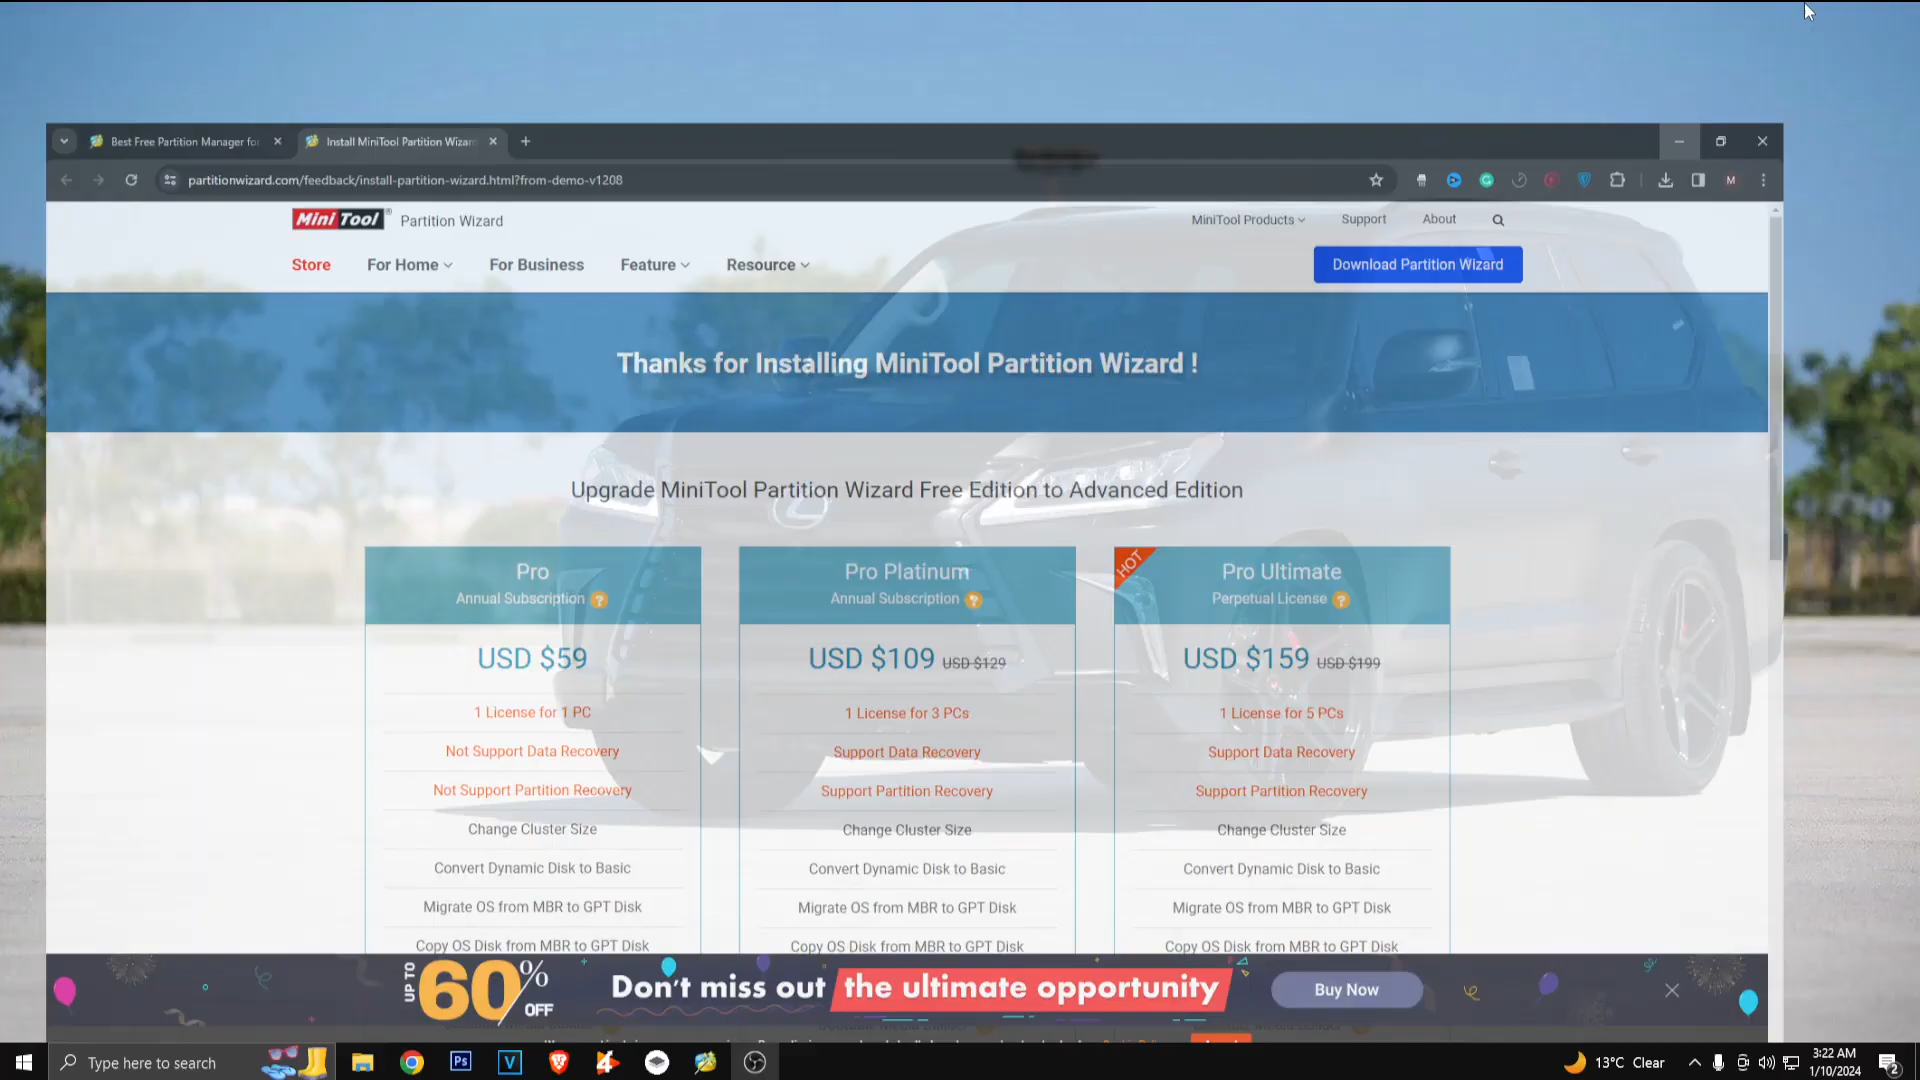 Best Free Partition Manager for
Install MiniTool Partition Wizar
partitionwizard.com/feedback/install-partition-wizard.html?from-demo-v1208
M
MiniTool® Partition Wizard
MiniTool Products
Support
About
Store
For Home
For Business
Feature
Resource
Download Partition Wizard
Thanks for Installing MiniTool Partition Wizard !
Upgrade MiniTool Partition Wizard Free Edition to Advanced Edition
Pro
Annual Subscription ?
USD $59
1 License for 1 PC
Not Support Data Recovery
Not Support Partition Recovery
Change Cluster Size
Convert Dynamic Disk to Basic
Migrate OS from MBR to GPT Disk
Copy OS Disk from MBR to GPT Disk
Pro Platinum
Annual Subscription ?
USD $109 USD $129
1 License for 3 PCs
Support Data Recovery
Support Partition Recovery
Change Cluster Size
Convert Dynamic Disk to Basic
Migrate OS from MBR to GPT Disk
Copy OS Disk from MBR to GPT Disk
HOT
Pro Ultimate
Perpetual License ?
USD $159 USD $199
1 License for 5 PCs
Support Data Recovery
Support Partition Recovery
Change Cluster Size
Convert Dynamic Disk to Basic
Migrate OS from MBR to GPT Disk
Copy OS Disk from MBR to GPT Disk
UP TO 60% OFF
Don't miss out the ultimate opportunity
Buy Now
Type here to search
Ps
V
13°C Clear
3:22 AM
1/10/2024
2